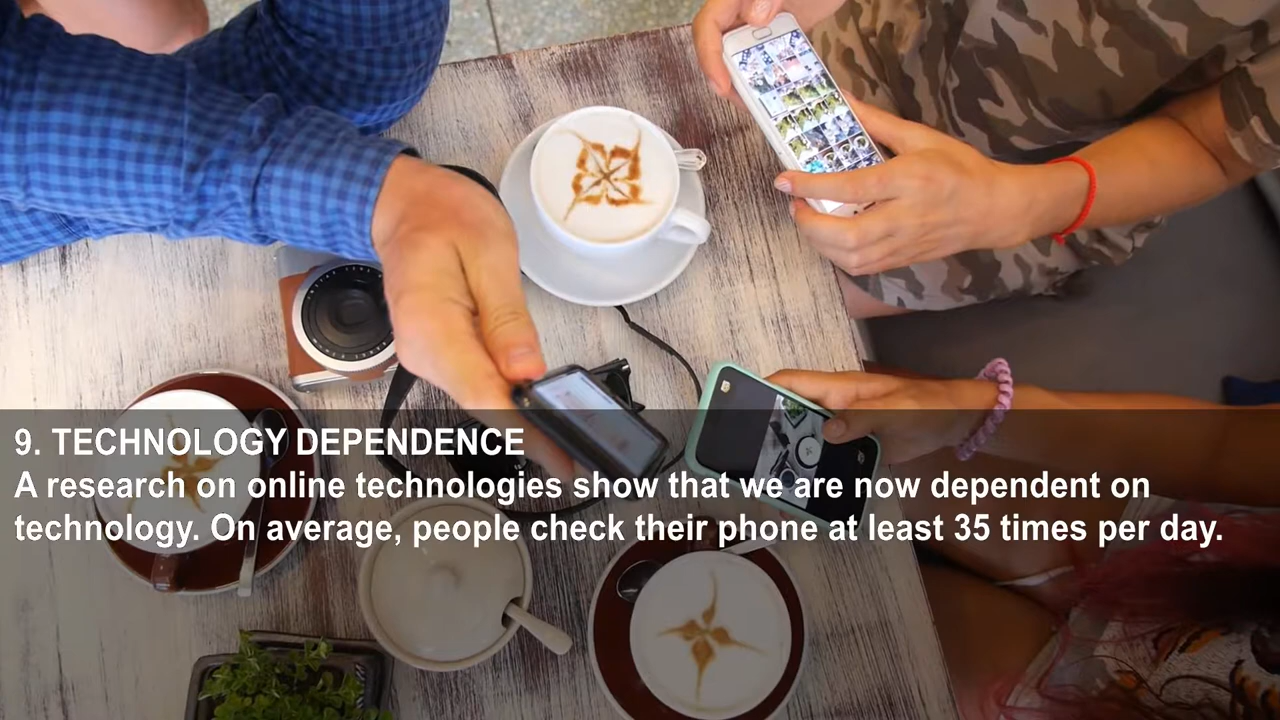 9. TECHNOLOGY DEPENDENCE
A research on online technologies show that we are now dependent on
technology. On average, people check their phone at least 35 times per day.